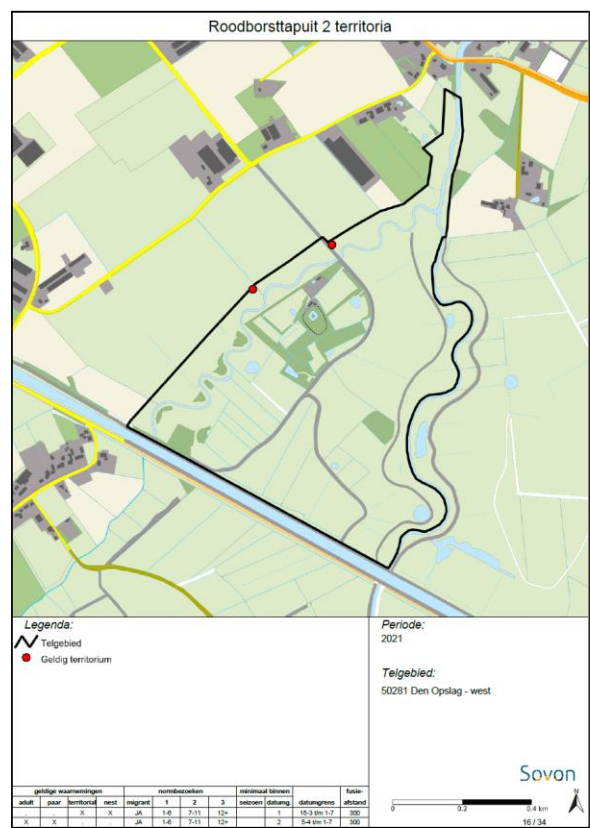 Roodborsttapuit 2 territoria
Legenda:
Telgebied
Geldig territorium
Periode:
2021
Telgebied:
50281 Den Opslag - west
Sovon
0 0.2 0.4 km
N
16 / 34
geldige waarnemingen normbezoeken minimaal binnen fusie-
adult paar territorial nest migrant 1 2 3 seizoen datumg. datumgrens afstand
. . X X JA 1-6 7-11 12+ 1 15-3 t/m 1-7 300
X X . . JA 1-6 7-11 12+ 2 5-4 t/m 1-7 300